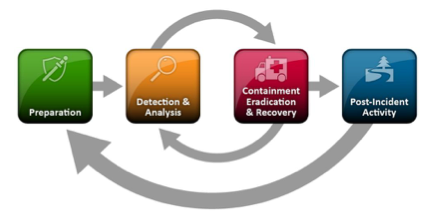 Preparation
Detection &
Analysis
Containment
Eradication
& Recovery
Post-Incident
Activity